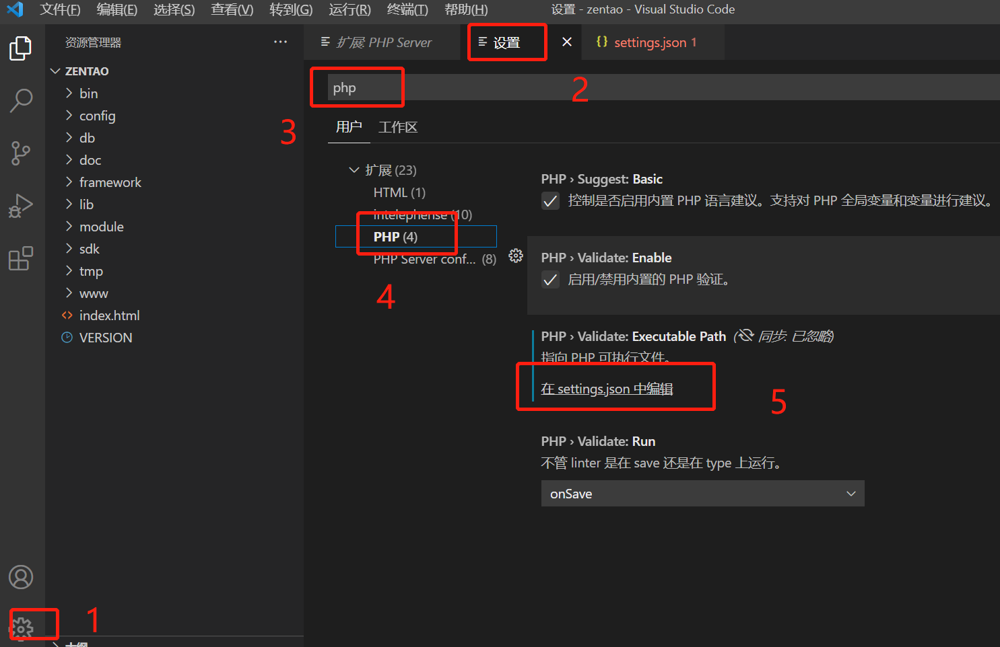 文件(F) 编辑(E) 选择(S) 查看(V) 转到(G) 运行(R) 终端(T) 帮助(H) 设置 - zentao - Visual Studio Code
资源管理器 ···
扩展: PHP Server 设置 settings.json 1
ZENTAO
bin
config
db
doc
framework
lib
module
sdk
tmp
www
index.html
VERSION
大纲
php
2
3
用户 工作区
扩展 (23)
HTML (1)
intelephense (10)
PHP (4)
PHP Server conf... (8)
4
PHP › Suggest: Basic
控制是否启用内置 PHP 语言建议。支持对 PHP 全局变量和变量进行建议。
PHP › Validate: Enable
启用/禁用内置的 PHP 验证。
PHP › Validate: Executable Path (同步: 已忽略)
指向 PHP 可执行文件。
在 settings.json 中编辑
5
PHP › Validate: Run
不管 linter 是在 save 还是在 type 上运行。
onSave
1